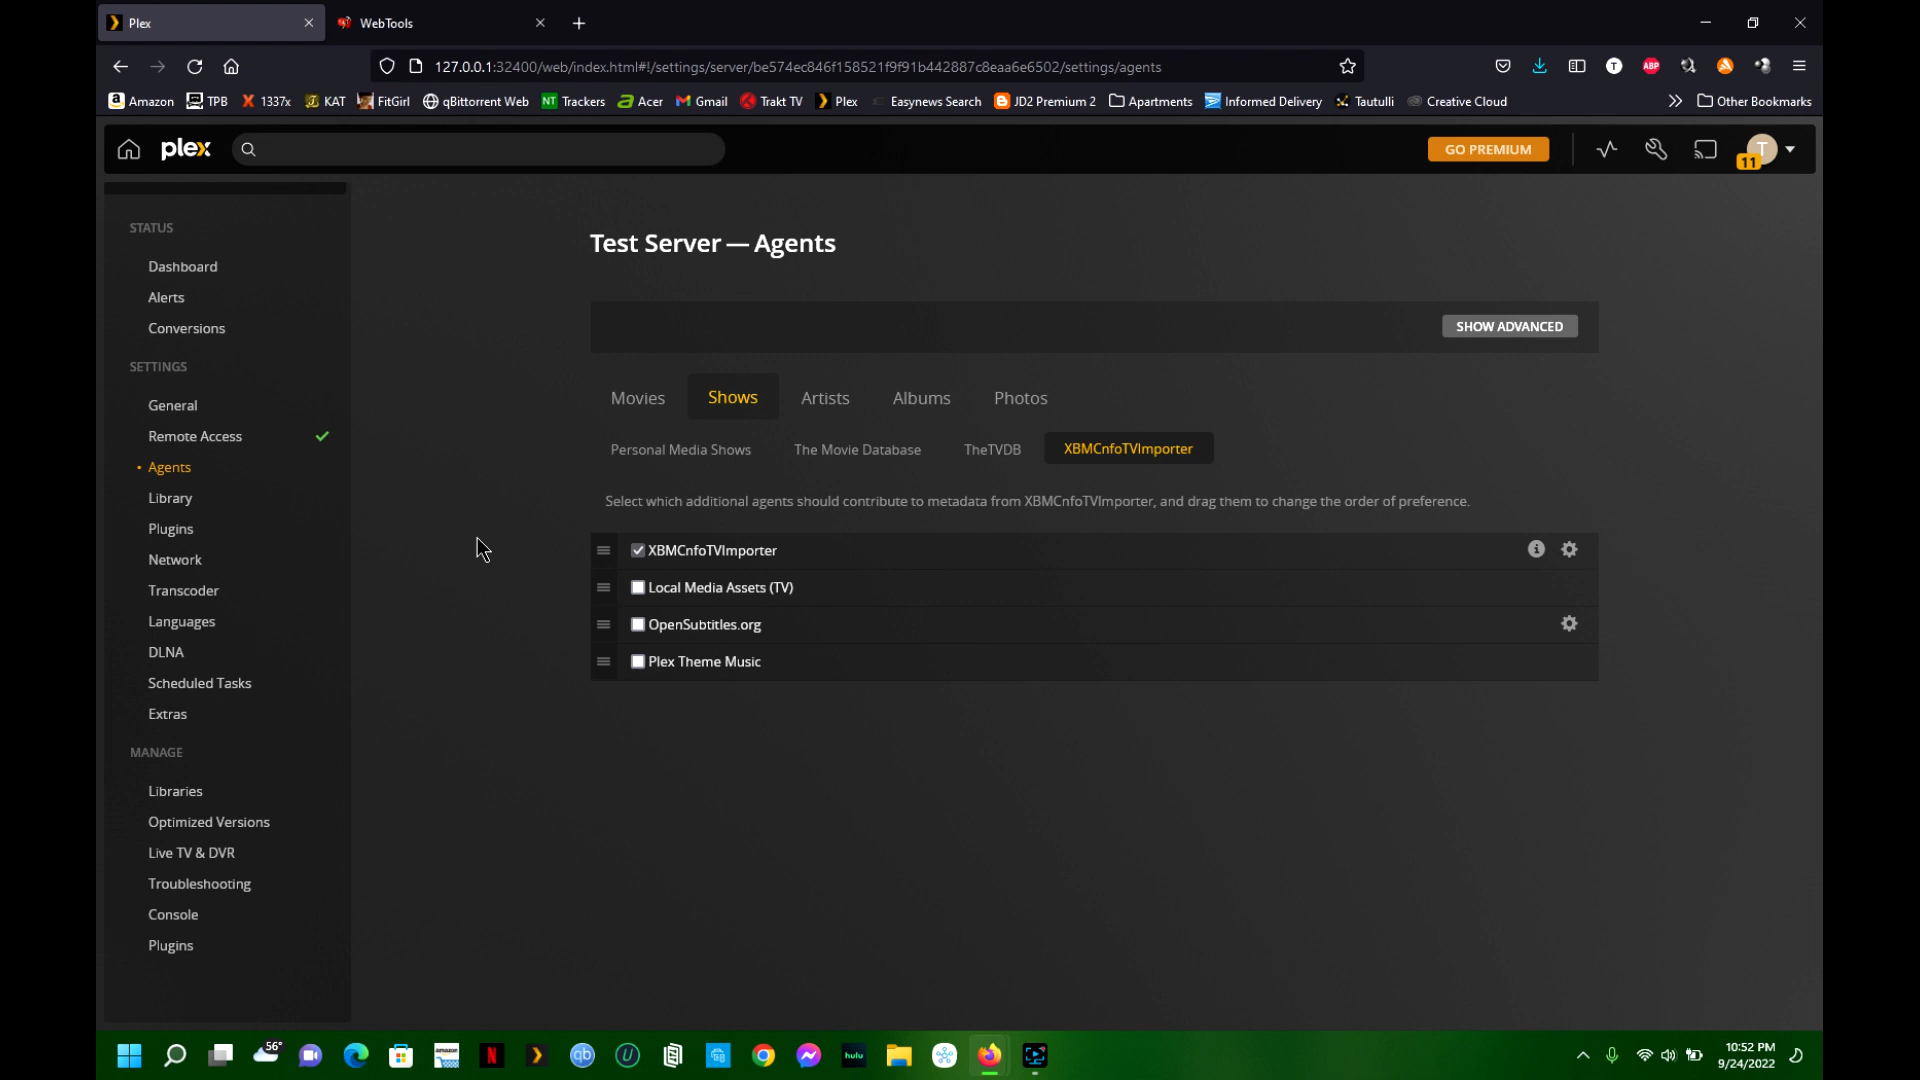 Plex
WebTools
127.0.0.1:32400/web/index.html#!/settings/server/be574ec846f158521f9f91b442887c8eaa6e6502/settings/agents
ABP
Amazon TPB 1337x KAT FitGirl qBittorrent Web NT Trackers Acer Gmail Trakt TV Plex Easynews Search JD2 Premium 2 Apartments Informed Delivery Tautulli Creative Cloud Other Bookmarks
plex
GO PREMIUM
T
11
STATUS
Dashboard
Alerts
Conversions
SETTINGS
General
Remote Access
Agents
Library
Plugins
Network
Transcoder
Languages
DLNA
Scheduled Tasks
Extras
MANAGE
Libraries
Optimized Versions
Live TV & DVR
Troubleshooting
Console
Plugins
Test Server — Agents
SHOW ADVANCED
Movies Shows Artists Albums Photos
Personal Media Shows The Movie Database TheTVDB XBMCnfoTVImporter
Select which additional agents should contribute to metadata from XBMCnfoTVImporter, and drag them to change the order of preference.
XBMCnfoTVImporter
Local Media Assets (TV)
OpenSubtitles.org
Plex Theme Music
56°
amazon
N
qb
hulu
10:52 PM
9/24/2022